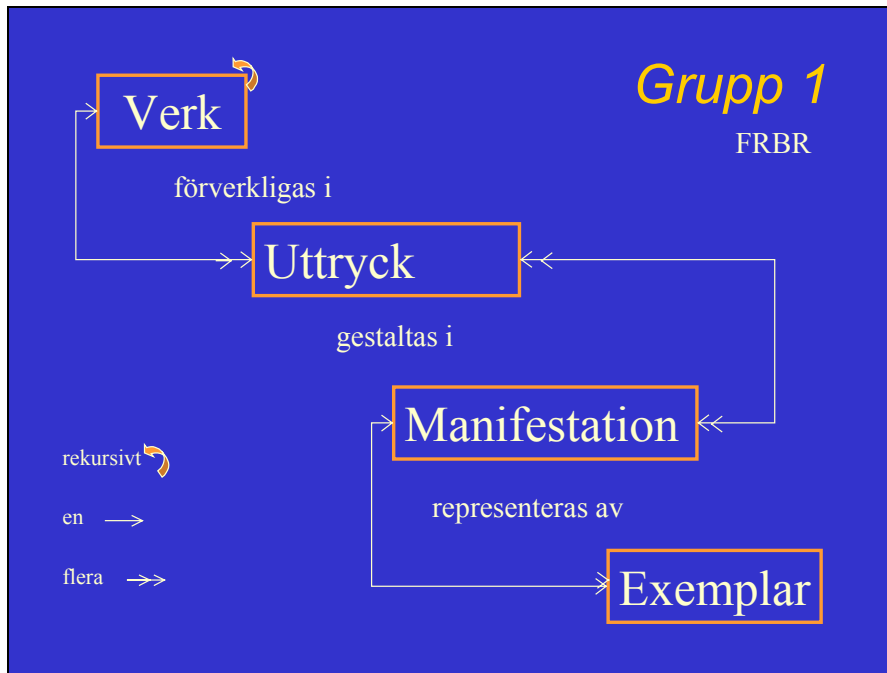 Grupp 1
FRBR
Verk
förverkligas i
Uttryck
gestaltas i
Manifestation
representeras av
Exemplar
rekursivt
en
flera